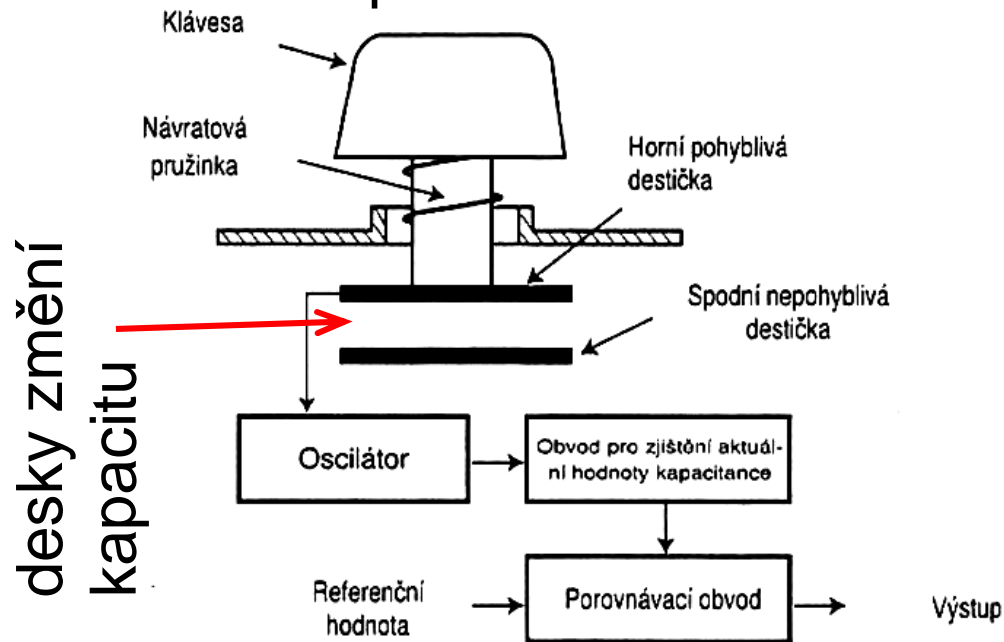 Klávesa
Návratová
pružinka
Horní pohyblivá
destička
Spodní nepohyblivá
destička
desky změní
kapacitu
Oscilátor
Obvod pro zjištění aktuál-
ní hodnoty kapacitance
Referenční
hodnota
Porovnávací obvod
Výstup